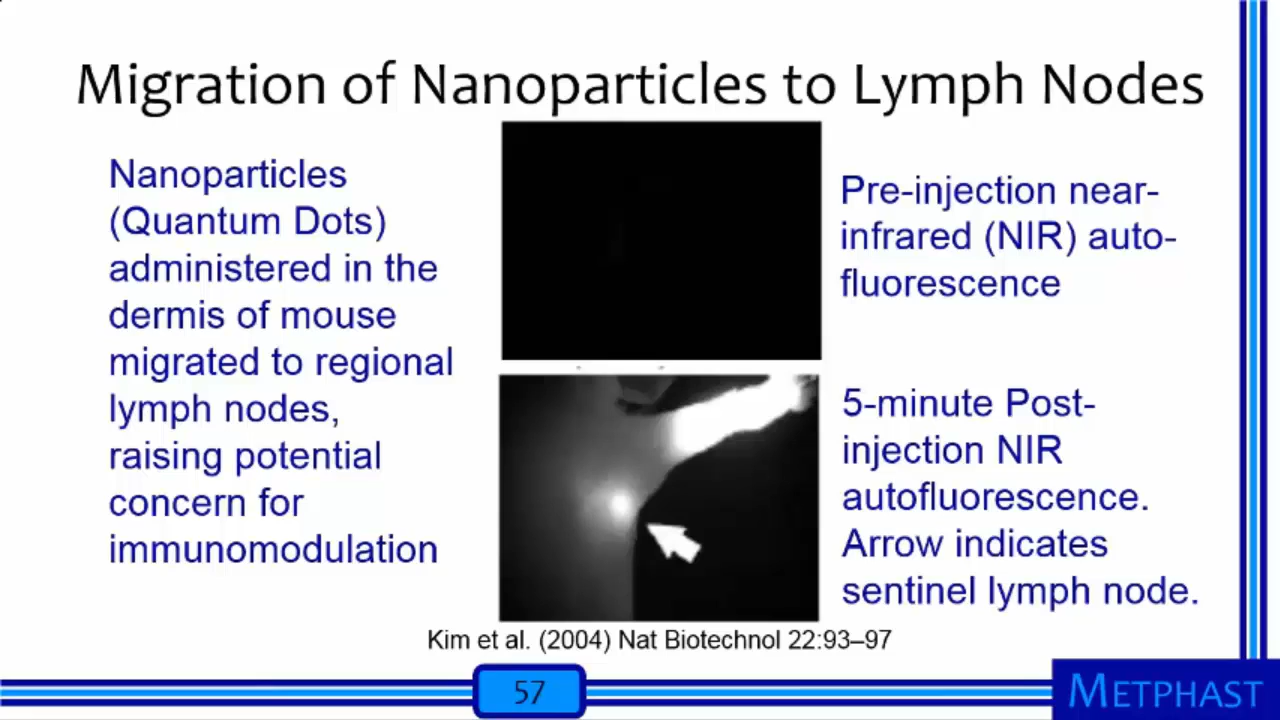 Migration of Nanoparticles to Lymph Nodes
Nanoparticles
(Quantum Dots)
administered in the
dermis of mouse
migrated to regional
lymph nodes,
raising potential
concern for
immunomodulation
Pre-injection near-
infrared (NIR) auto-
fluorescence
5-minute Post-
injection NIR
autofluorescence.
Arrow indicates
sentinel lymph node.
Kim et al. (2004) Nat Biotechnol 22:93–97
57
METPHAST